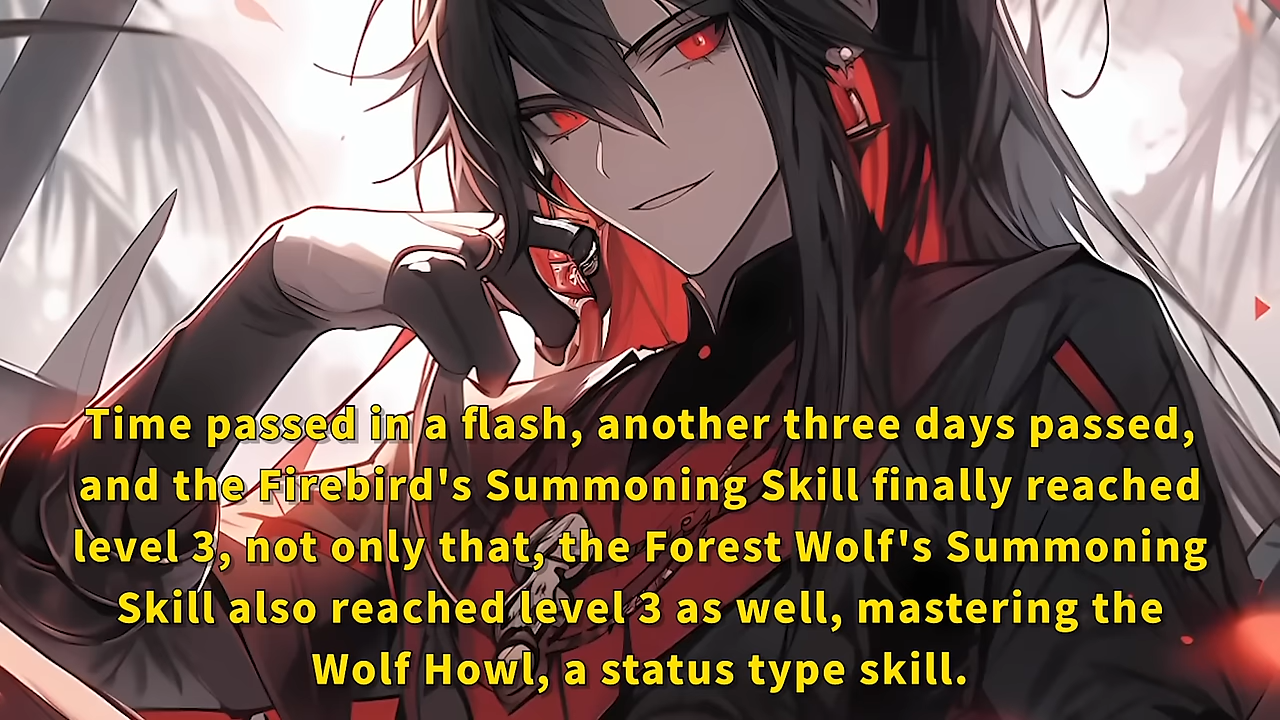 Time passed in a flash, another three days passed,
and the Firebird's Summoning Skill finally reached
level 3, not only that, the Forest Wolf's Summoning
Skill also reached level 3 as well, mastering the
Wolf Howl, a status type skill.